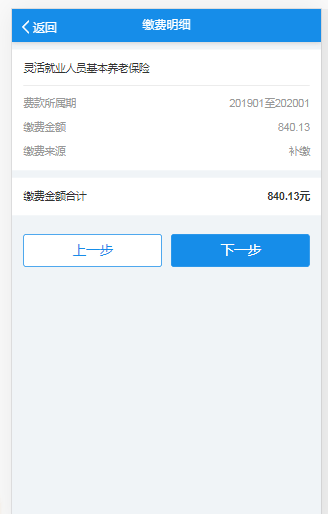 返回
缴费明细
灵活就业人员基本养老保险
费款所属期 201901至202001
缴费金额 840.13
缴费来源 补缴
缴费金额合计 840.13元
上一步 下一步